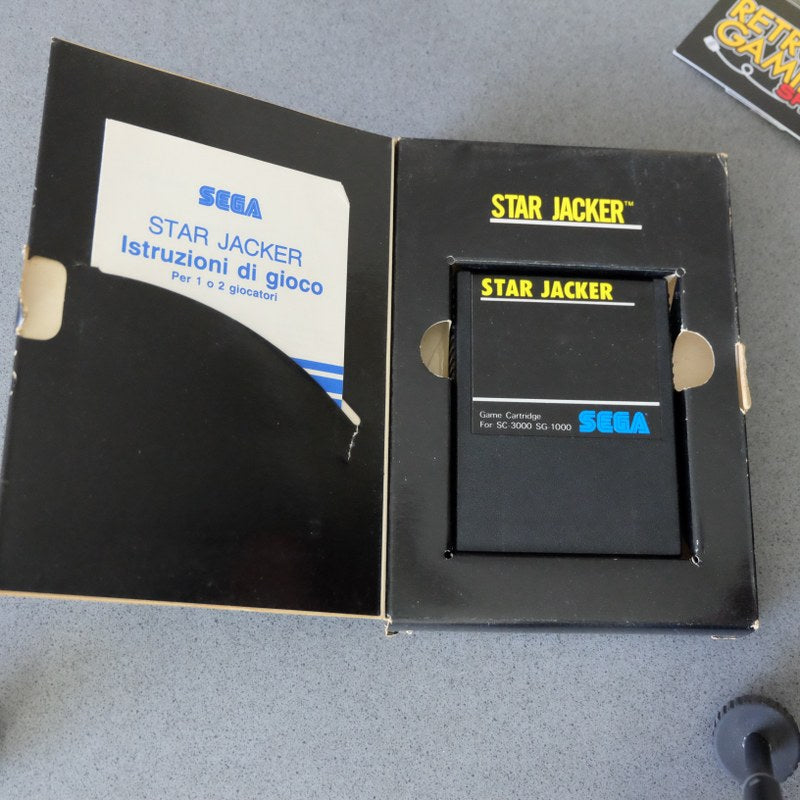 SEGA
STAR JACKER
Istruzioni di gioco
Per 1 o 2 giocatori
STAR JACKER™
STAR JACKER
Game Cartridge
For SC-3000 SG-1000
SEGA
RETRO